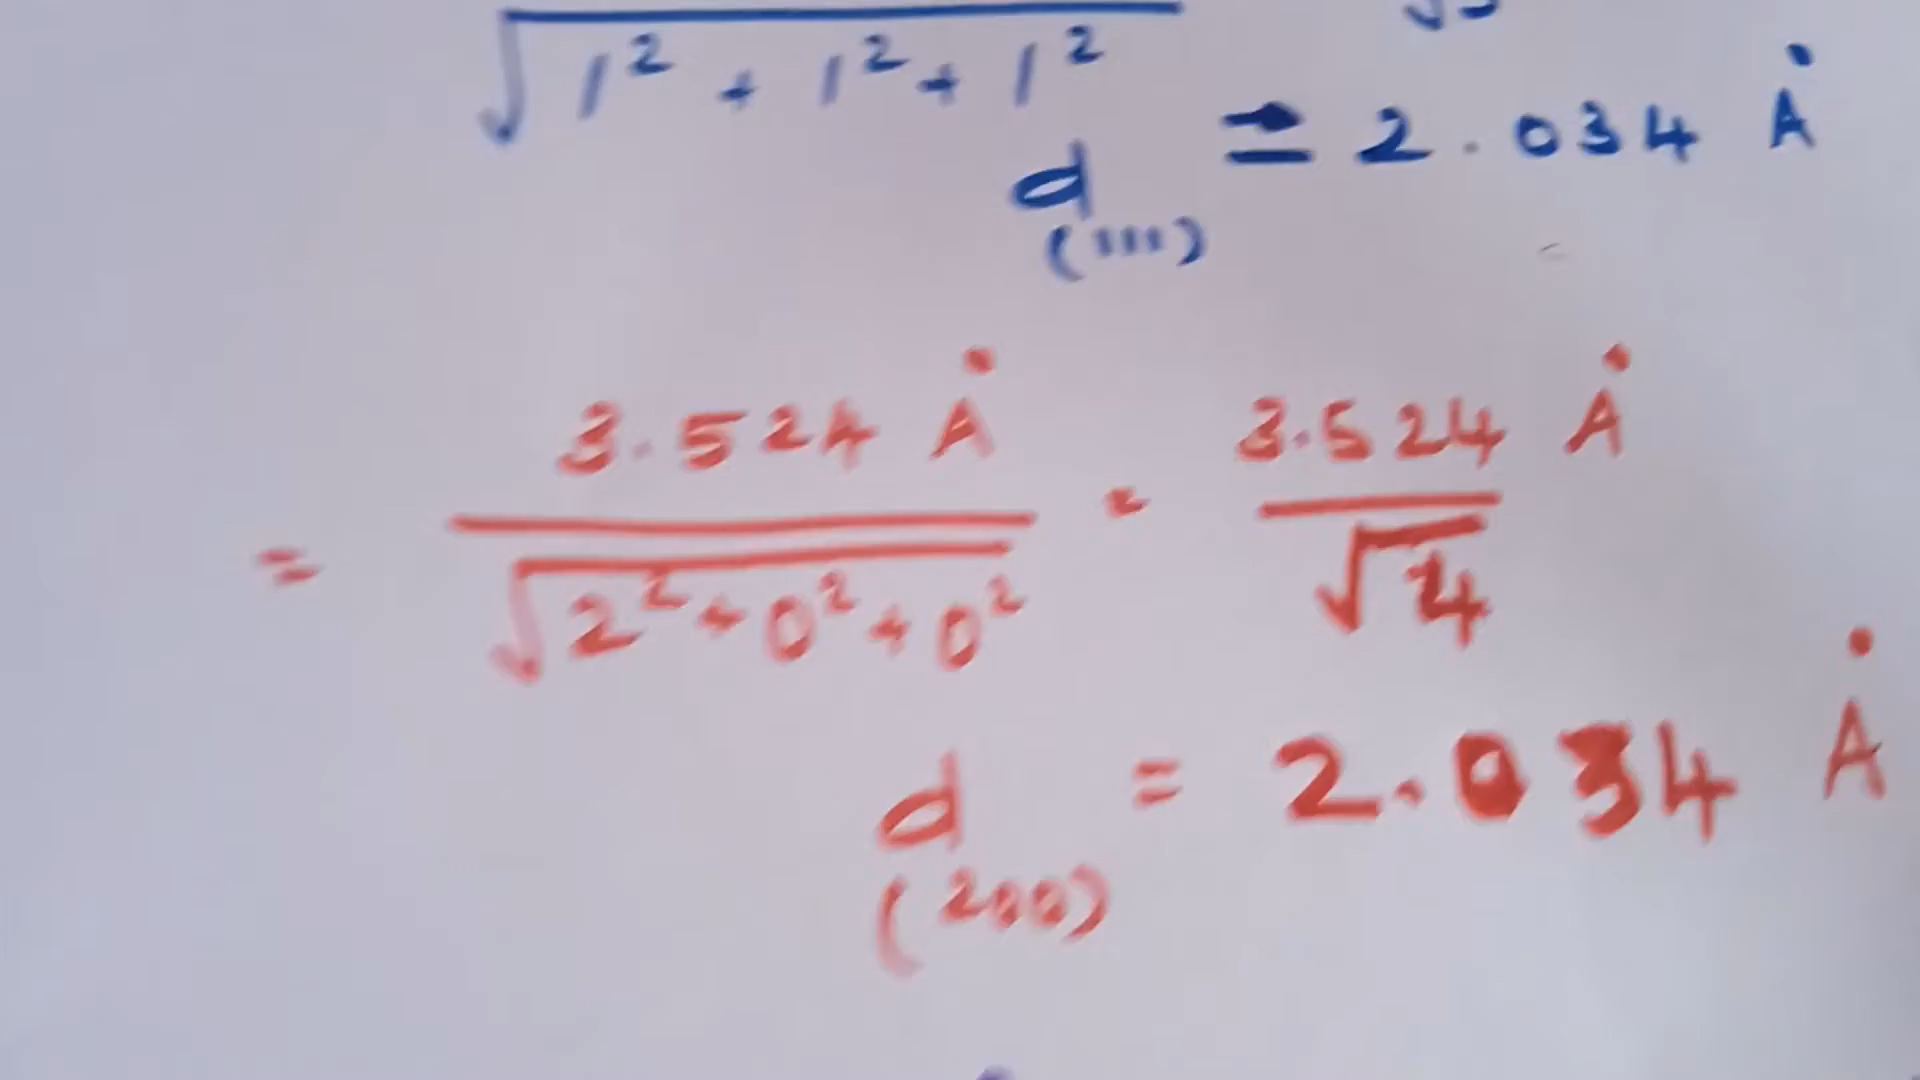 √1² + 1² + 1²
d(111) = 2.034 Å
= 3.524 Å / √2² + 0² + 0² = 3.524 Å / √4
d(200) = 2.034 Å